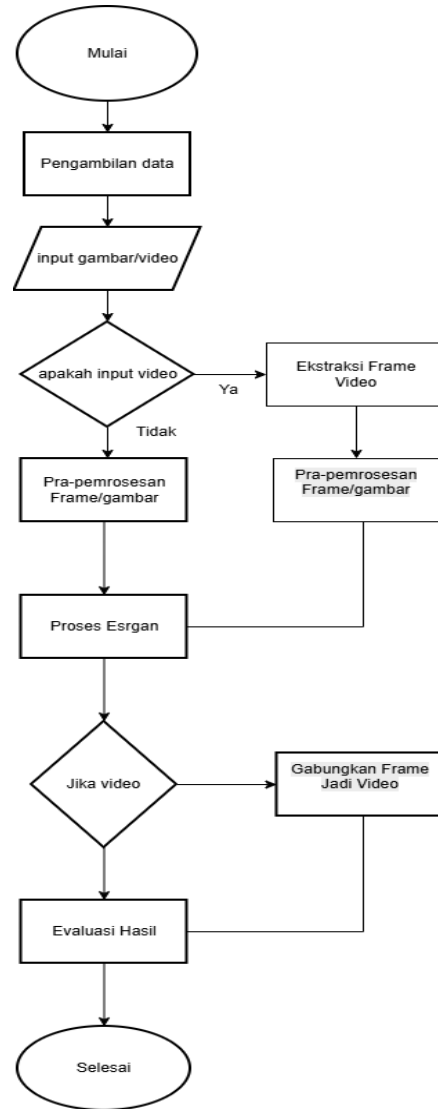 Mulai
Pengambilan data
input gambar/video
apakah input video
Ya
Ekstraksi Frame
Video
Tidak
Pra-pemrosesan
Frame/gambar
Pra-pemrosesan
Frame/gambar
Proses Esrgan
Jika video
Gabungkan Frame
Jadi Video
Evaluasi Hasil
Selesai